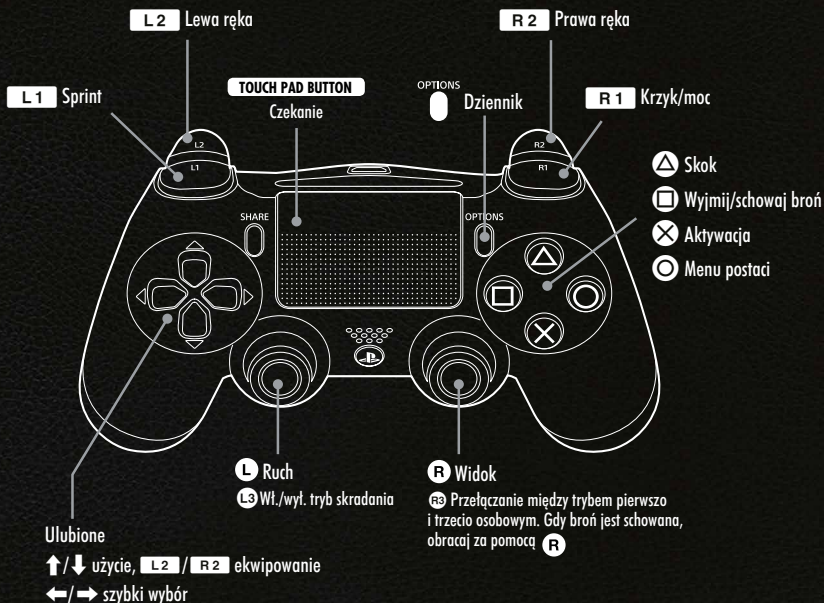 L2 Lewa ręka
R2 Prawa ręka
L1 Sprint
TOUCH PAD BUTTON
Czekanie
OPTIONS
Dziennik
R1 Krzyk/moc
L2
L1
R2
R1
SHARE
OPTIONS
Skok
Wyjmij/schowaj broń
Aktywacja
Menu postaci
L Ruch
L3 Wł./wył. tryb skradania
R Widok
R3 Przełączanie między trybem pierwszo
i trzecio osobowym. Gdy broń jest schowana,
obracaj za pomocą R
Ulubione
↑/↓ użycie, L2 / R2 ekwipowanie
←/→ szybki wybór